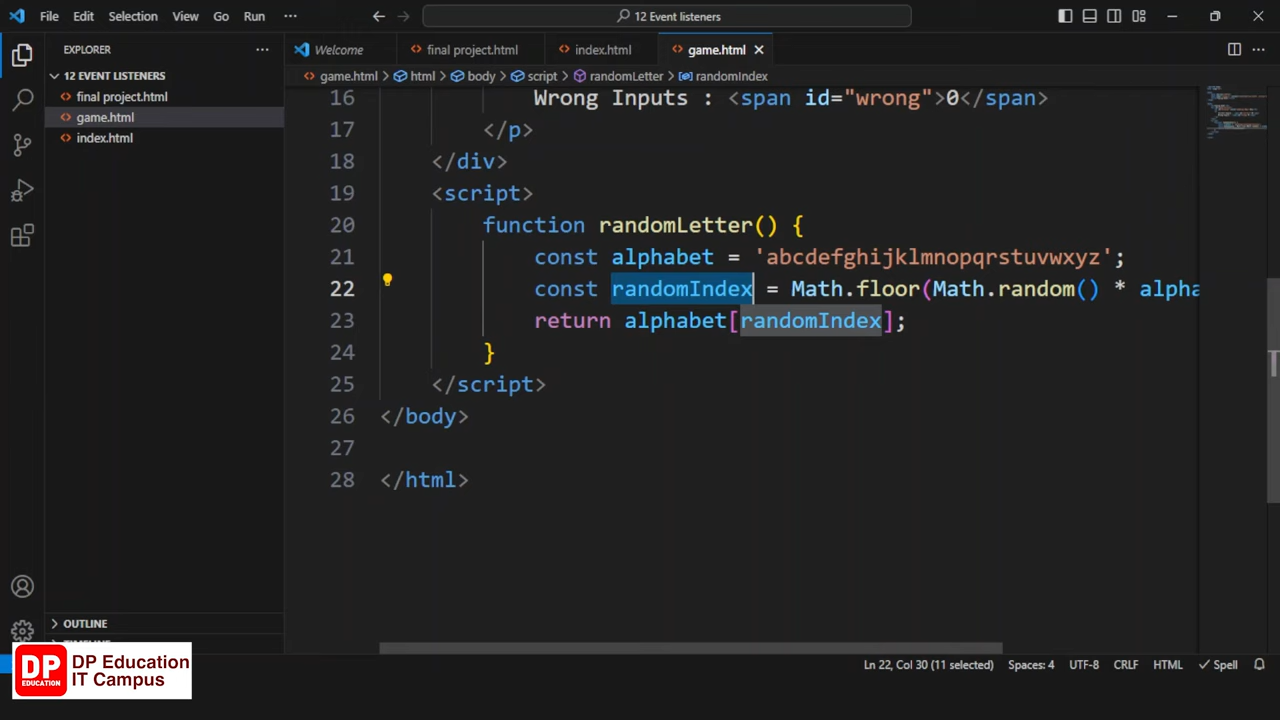 File Edit Selection View Go Run ··· 12 Event listeners
EXPLORER ···
12 EVENT LISTENERS
final project.html
game.html
index.html
Welcome final project.html index.html game.html
game.html > html > body > script > randomLetter > randomIndex
16 Wrong Inputs : <span id="wrong">0</span>
17 </p>
18 </div>
19 <script>
20 function randomLetter() {
21 const alphabet = 'abcdefghijklmnopqrstuvwxyz';
22 const randomIndex = Math.floor(Math.random() * alpha
23 return alphabet[randomIndex];
24 }
25 </script>
26 </body>
27
28 </html>
OUTLINE
DP DP Education
EDUCATION IT Campus
Ln 22, Col 30 (11 selected) Spaces: 4 UTF-8 CRLF HTML Spell